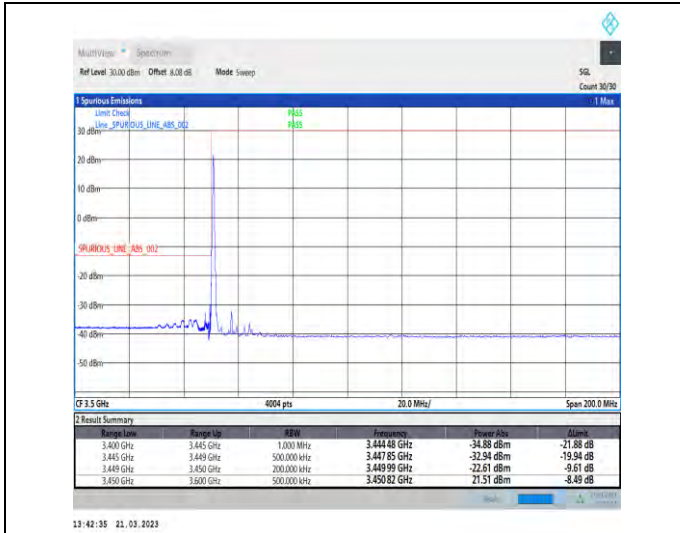 MultiView Spectrum
Ref Level 30.00 dBm Offset 8.08 dB Mode Sweep SGL
Count 30/30
1 Spurious Emissions 1 Max
Limit Check PASS
Line _SPURIOUS_LINE_ABS_002 PASS
30 dBm
20 dBm
10 dBm
0 dBm
SPURIOUS_LINE_ABS_002
-20 dBm
-30 dBm
-40 dBm
-50 dBm
CF 3.5 GHz 4004 pts 20.0 MHz/ Span 200.0 MHz
2 Result Summary
Range Low Range Up RBW Frequency Power Abs ΔLimit
3.400 GHz 3.445 GHz 1.000 MHz 3.444 48 GHz -34.88 dBm -21.88 dB
3.445 GHz 3.449 GHz 500.000 kHz 3.447 85 GHz -32.94 dBm -19.94 dB
3.449 GHz 3.450 GHz 200.000 kHz 3.449 99 GHz -22.61 dBm -9.61 dB
3.450 GHz 3.600 GHz 500.000 kHz 3.450 82 GHz 21.51 dBm -8.49 dB
13:42:35 21.03.2023